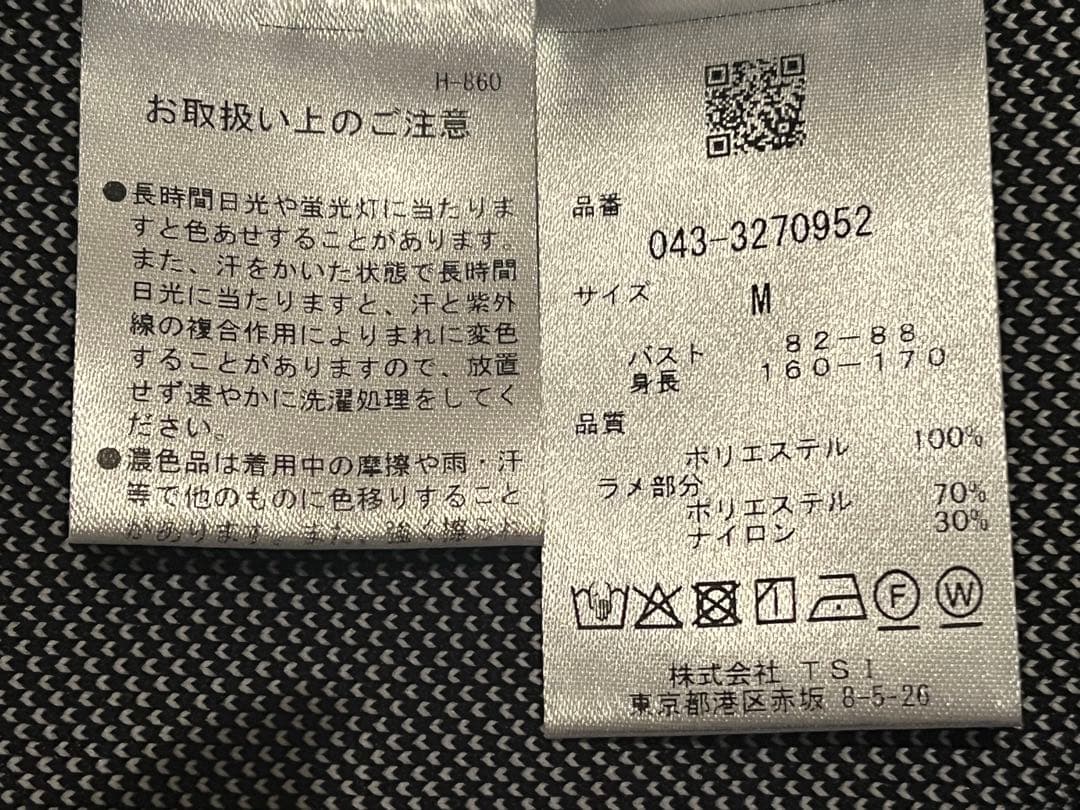 H-860
お取扱い上のご注意
●長時間日光や蛍光灯に当たりま
すと色あせすることがあります。
また、汗をかいた状態で長時間
日光に当たりますと、汗と紫外
線の複合作用によりまれに変色
することがありますので、放置
せず速やかに洗濯処理をしてく
ださい。
●濃色品は着用中の摩擦や雨・汗
等で他のものに色移りすること
があります。また、強く擦
品番
043-3270952
サイズ M
バスト 82-88
身長 160-170
品質
ポリエステル 100%
ラメ部分
ポリエステル 70%
ナイロン 30%
F W
株式会社 TSI
東京都港区赤坂 8-5-26